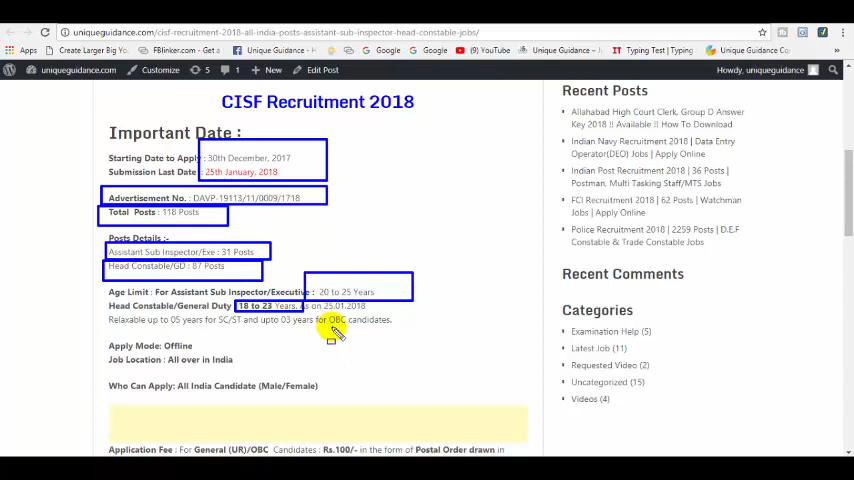 uniqueguidance.com/cisf-recruitment-2018-all-india-posts-assistant-sub-inspector-head-constable-jobs/
Apps Create Larger Big Yo FBlinker.com - Get a Unique Guidance: Google Google (9) YouTube Unique Guidance – Typing Test | Typing Unique Guidance Co
uniqueguidance.com Customize 5 1 New Edit Post Howdy, uniqueguidance
CISF Recruitment 2018
Important Date :
Starting Date to Apply : 30th December, 2017
Submission Last Date : 25th January, 2018
Advertisement No. : DAVP-19113/11/0009/1718
Total Posts : 118 Posts
Posts Details :-
Assistant Sub Inspector/Exe : 31 Posts
Head Constable/GD : 87 Posts
Age Limit : For Assistant Sub Inspector/Executive : 20 to 25 Years
Head Constable/General Duty : 18 to 23 Years. As on 25.01.2018
Relaxable up to 05 years for SC/ST and upto 03 years for OBC candidates.
Apply Mode: Offline
Job Location : All over in India
Who Can Apply: All India Candidate (Male/Female)
Application Fee : For General (UR)/OBC Candidates : Rs.100/- in the form of Postal Order drawn in
Recent Posts
Allahabad High Court Clerk, Group D Answer
Key 2018 !! Available !! How To Download
Indian Navy Recruitment 2018 | Data Entry
Operator(DEO) Jobs | Apply Online
Indian Post Recruitment 2018 | 36 Posts |
Postman, Multi Tasking Staff/MTS Jobs
FCI Recruitment 2018 | 62 Posts | Watchman
Jobs | Apply Online
Police Recruitment 2018 | 2259 Posts | D.E.F
Constable & Trade Constable Jobs
Recent Comments
Categories
Examination Help (5)
Latest Job (11)
Requested Video (2)
Uncategorized (15)
Videos (4)